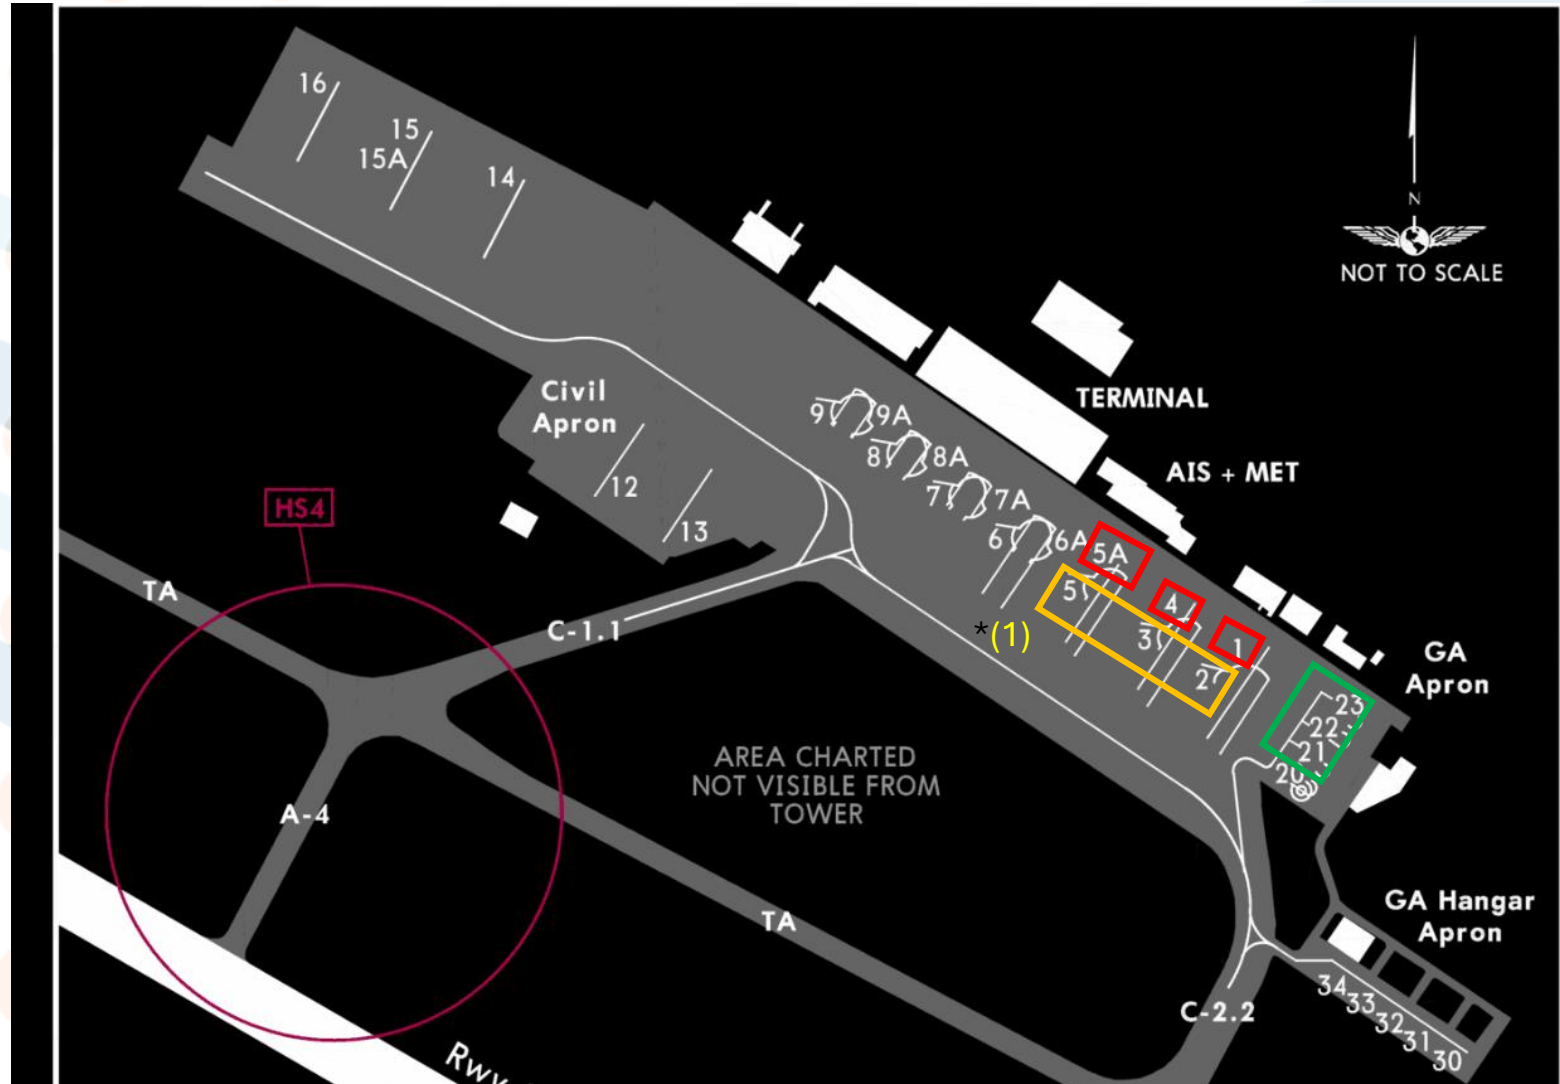 16
15
15A
14
N
NOT TO SCALE
Civil
Apron
TERMINAL
9 9A
8 8A
AIS + MET
7 7A
12
HS4
13
6 6A
5A
5
4
TA
C-1.1
*(1)
3
1
2
GA
Apron
23
22
21
20
AREA CHARTED
NOT VISIBLE FROM
TOWER
A-4
TA
GA Hangar
Apron
34
33
32
31
30
C-2.2
Rwy